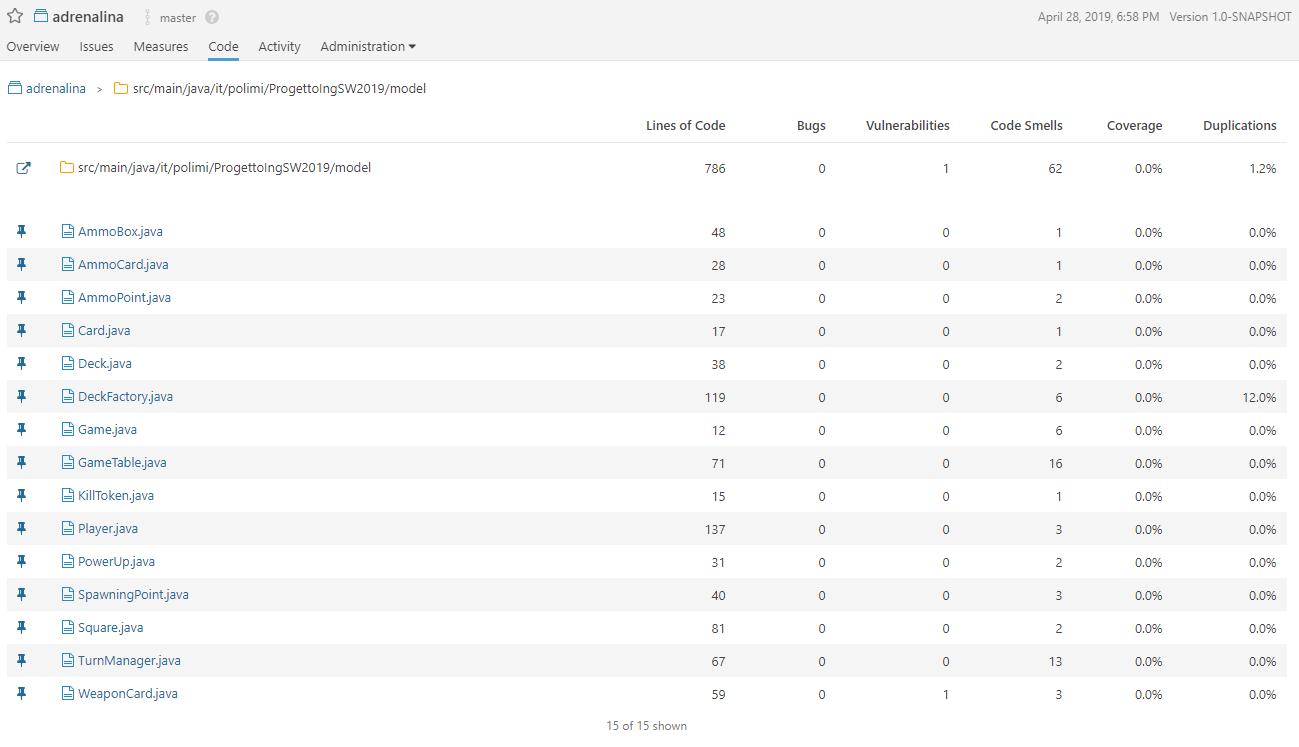 adrenalina master ? April 28, 2019, 6:58 PM Version 1.0-SNAPSHOT
Overview Issues Measures Code Activity Administration
adrenalina > src/main/java/it/polimi/ProgettoIngSW2019/model
Lines of Code Bugs Vulnerabilities Code Smells Coverage Duplications
src/main/java/it/polimi/ProgettoIngSW2019/model 786 0 1 62 0.0% 1.2%
AmmoBox.java 48 0 0 1 0.0% 0.0%
AmmoCard.java 28 0 0 1 0.0% 0.0%
AmmoPoint.java 23 0 0 2 0.0% 0.0%
Card.java 17 0 0 1 0.0% 0.0%
Deck.java 38 0 0 2 0.0% 0.0%
DeckFactory.java 119 0 0 6 0.0% 12.0%
Game.java 12 0 0 6 0.0% 0.0%
GameTable.java 71 0 0 16 0.0% 0.0%
KillToken.java 15 0 0 1 0.0% 0.0%
Player.java 137 0 0 3 0.0% 0.0%
PowerUp.java 31 0 0 2 0.0% 0.0%
SpawningPoint.java 40 0 0 3 0.0% 0.0%
Square.java 81 0 0 2 0.0% 0.0%
TurnManager.java 67 0 0 13 0.0% 0.0%
WeaponCard.java 59 0 1 3 0.0% 0.0%
15 of 15 shown